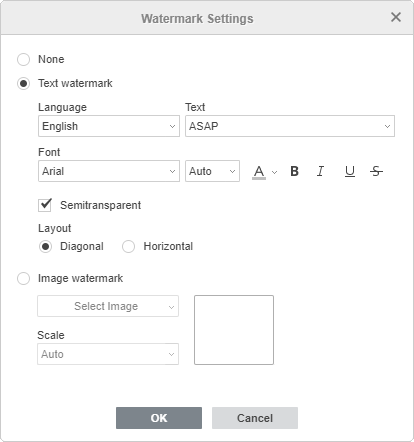 Watermark Settings
None
Text watermark
Language Text
English ASAP
Font
Arial Auto A B I U S
Semitransparent
Layout
Diagonal Horizontal
Image watermark
Select Image
Scale
Auto
OK Cancel